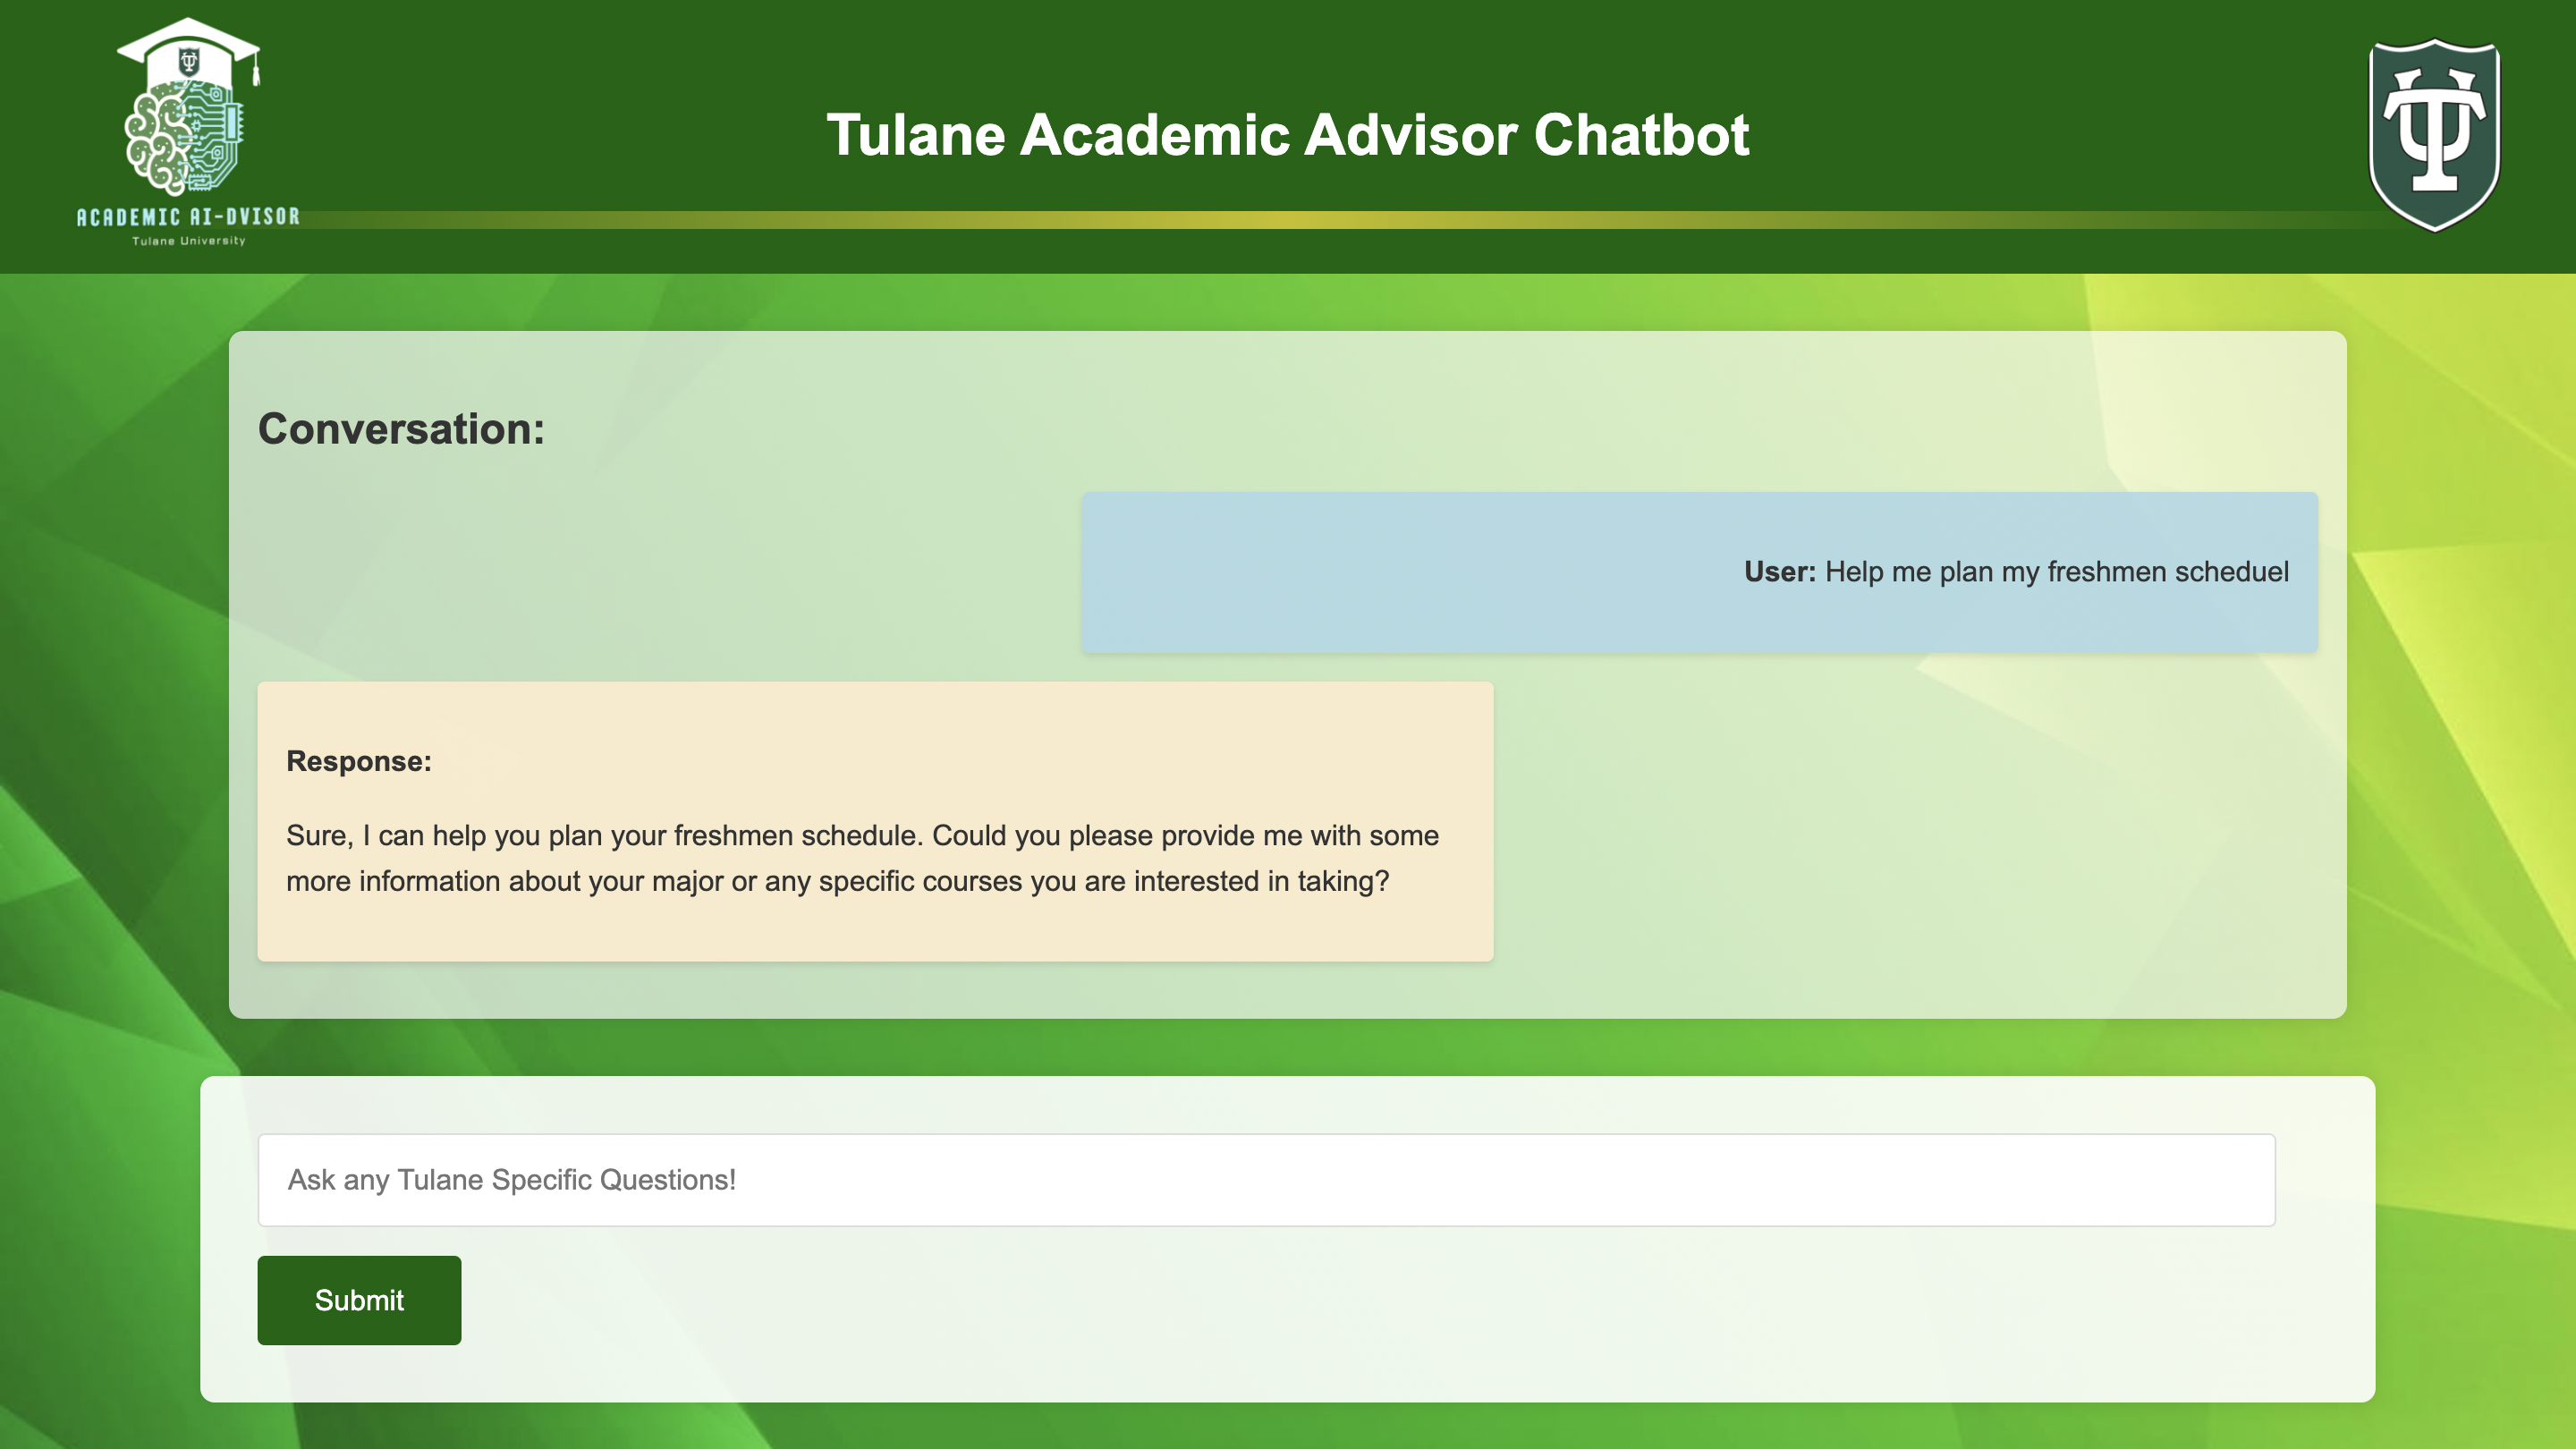 ACADEMIC AI-DVISOR
Tulane University
Tulane Academic Advisor Chatbot
Conversation:
User: Help me plan my freshmen scheduel
Response:
Sure, I can help you plan your freshmen schedule. Could you please provide me with some
more information about your major or any specific courses you are interested in taking?
Ask any Tulane Specific Questions!
Submit